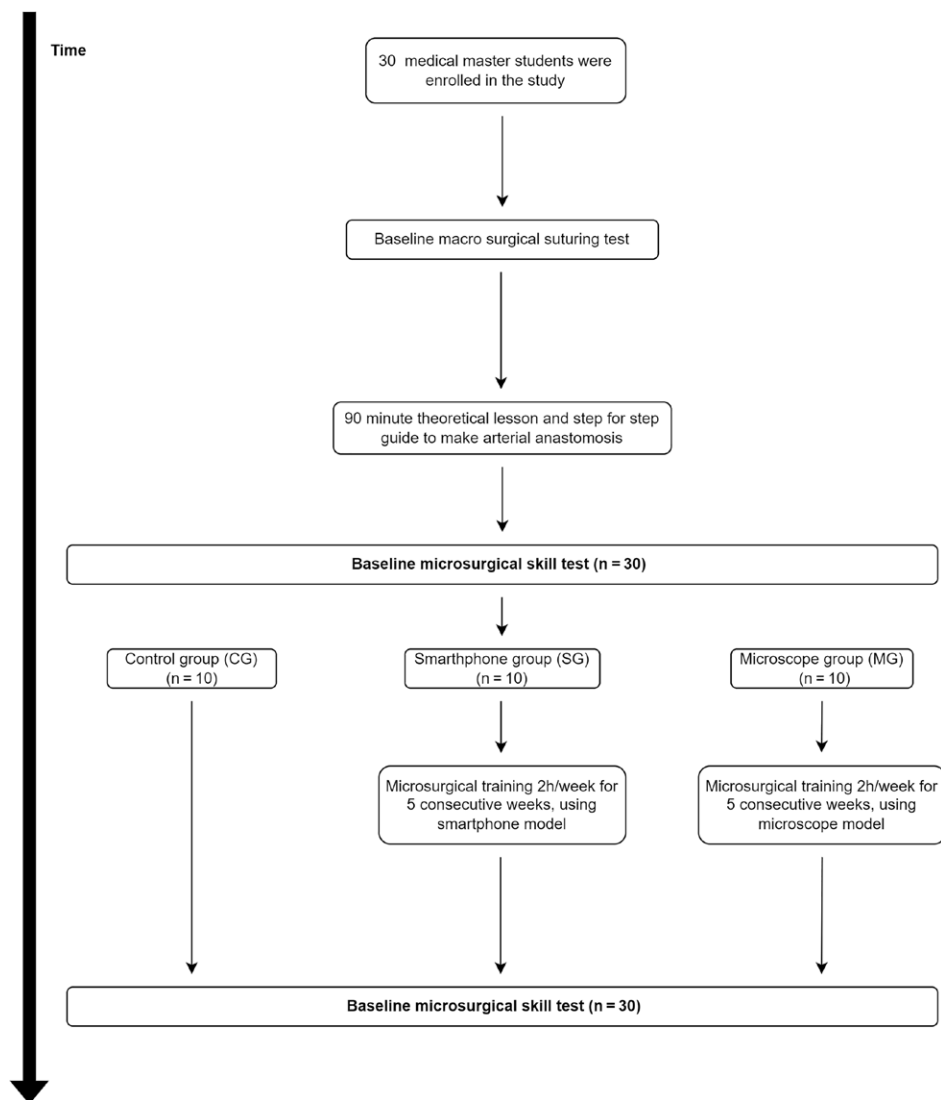 Time
30 medical master students were
enrolled in the study
Baseline macro surgical suturing test
90 minute theoretical lesson and step for step
guide to make arterial anastomosis
Baseline microsurgical skill test (n = 30)
Control group (CG)
(n = 10)
Smarthphone group (SG)
(n = 10)
Microscope group (MG)
(n = 10)
Microsurgical training 2h/week for
5 consecutive weeks, using
smartphone model
Microsurgical training 2h/week for
5 consecutive weeks, using
microscope model
Baseline microsurgical skill test (n = 30)